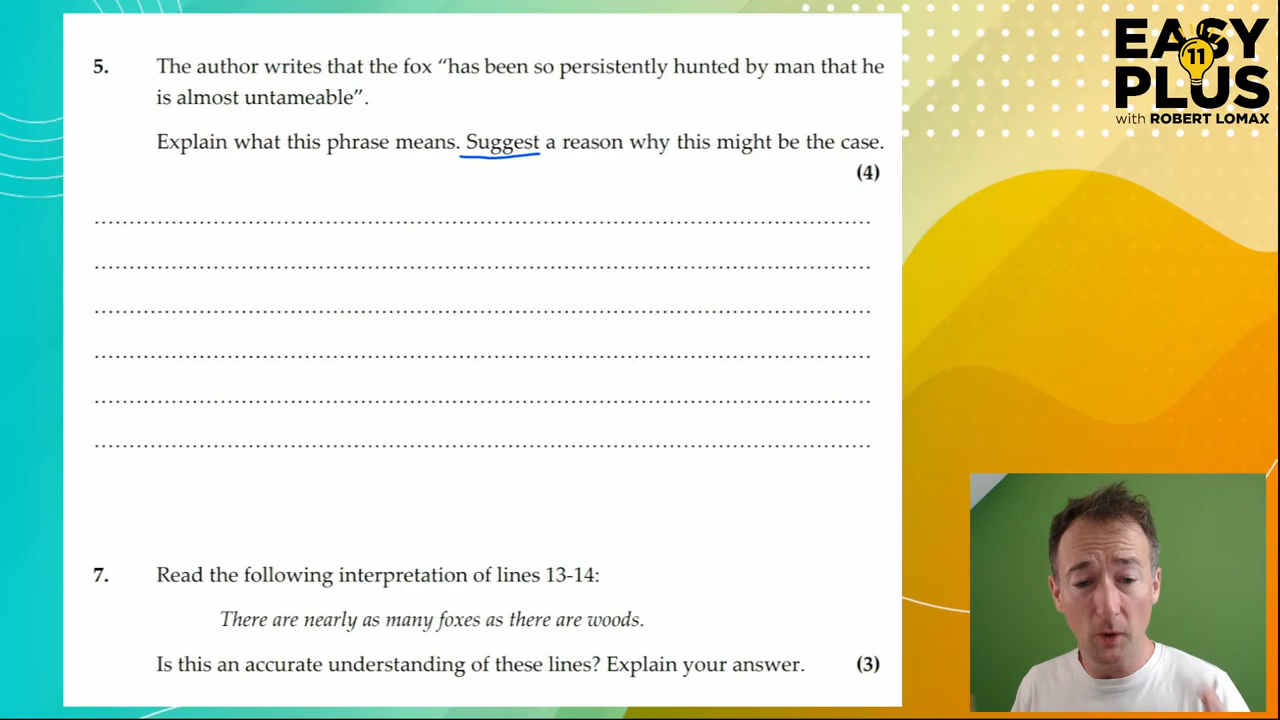 5. The author writes that the fox “has been so persistently hunted by man that he
is almost untameable”.
Explain what this phrase means. Suggest a reason why this might be the case.
(4)
................................................................................
................................................................................
................................................................................
................................................................................
................................................................................
................................................................................
7. Read the following interpretation of lines 13-14:
There are nearly as many foxes as there are woods.
Is this an accurate understanding of these lines? Explain your answer. (3)
EASY
11
PLUS
with ROBERT LOMAX